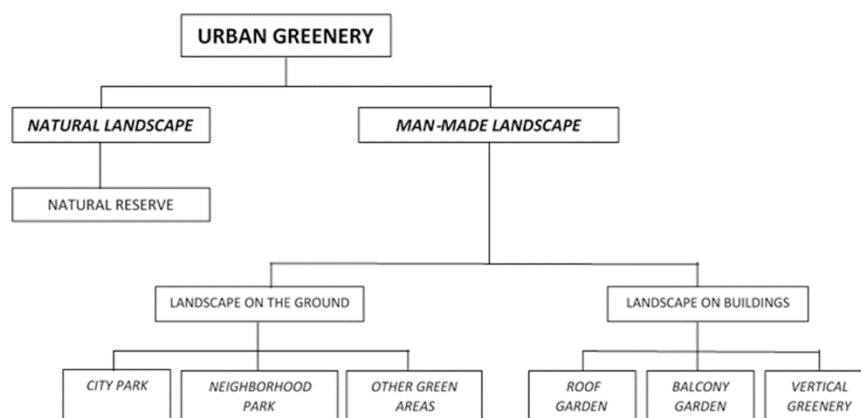 URBAN GREENERY
NATURAL LANDSCAPE
MAN-MADE LANDSCAPE
NATURAL RESERVE
LANDSCAPE ON THE GROUND
LANDSCAPE ON BUILDINGS
CITY PARK
NEIGHBORHOOD
PARK
OTHER GREEN
AREAS
ROOF
GARDEN
BALCONY
GARDEN
VERTICAL
GREENERY